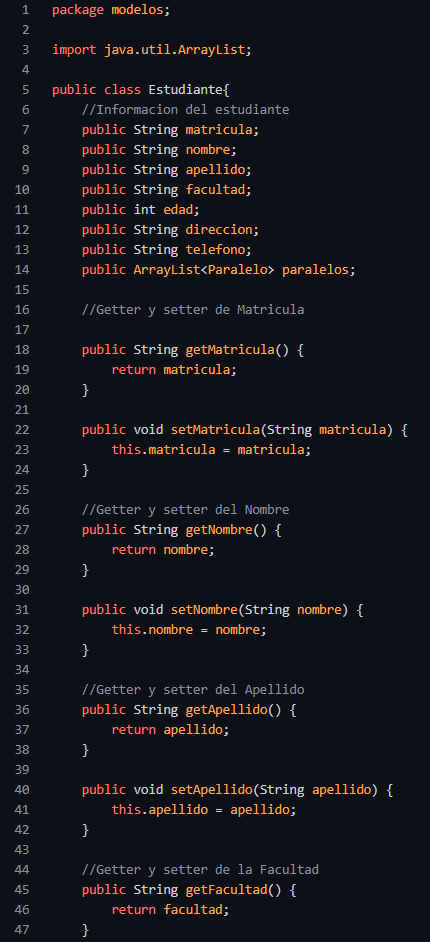 1 package modelos;
2
3 import java.util.ArrayList;
4
5 public class Estudiante{
6     //Informacion del estudiante
7     public String matricula;
8     public String nombre;
9     public String apellido;
10     public String facultad;
11     public int edad;
12     public String direccion;
13     public String telefono;
14     public ArrayList<Paralelo> paralelos;
15
16     //Getter y setter de Matricula
17
18     public String getMatricula() {
19         return matricula;
20     }
21
22     public void setMatricula(String matricula) {
23         this.matricula = matricula;
24     }
25
26     //Getter y setter del Nombre
27     public String getNombre() {
28         return nombre;
29     }
30
31     public void setNombre(String nombre) {
32         this.nombre = nombre;
33     }
34
35     //Getter y setter del Apellido
36     public String getApellido() {
37         return apellido;
38     }
39
40     public void setApellido(String apellido) {
41         this.apellido = apellido;
42     }
43
44     //Getter y setter de la Facultad
45     public String getFacultad() {
46         return facultad;
47     }